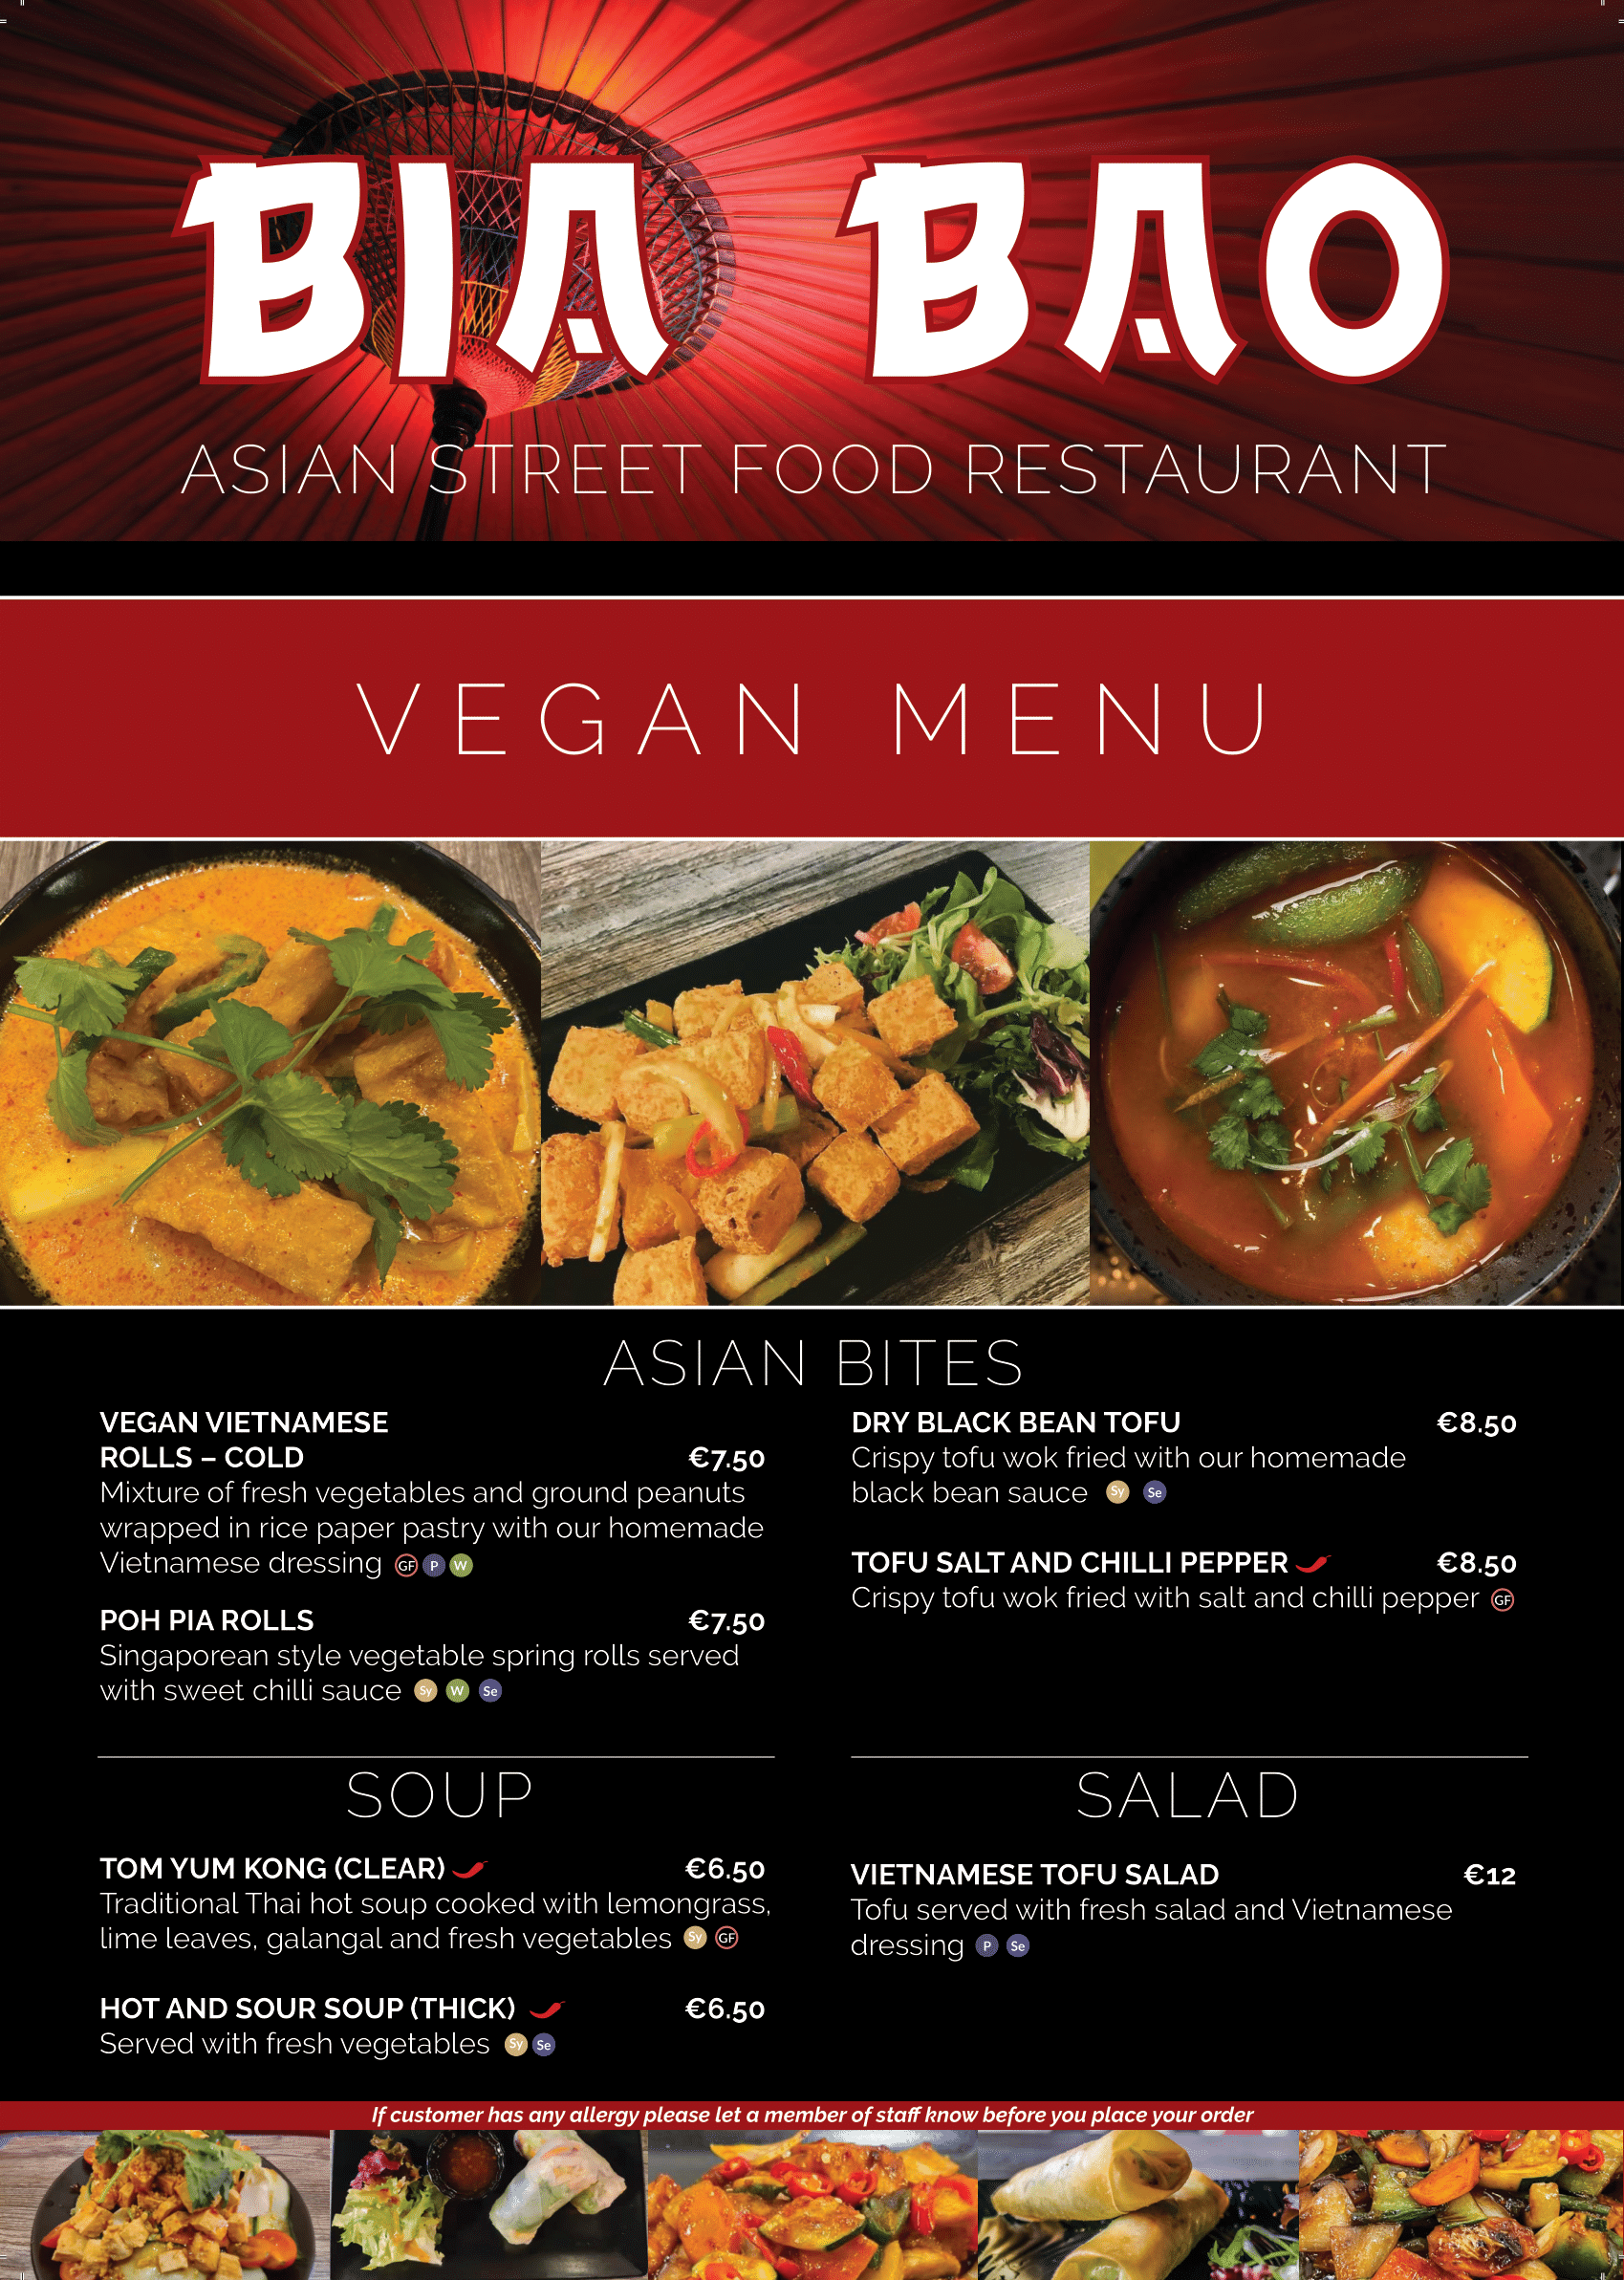 BIA BAO
ASIAN STREET FOOD RESTAURANT
VEGAN MENU
ASIAN BITES
VEGAN VIETNAMESE
ROLLS – COLD €7.50
Mixture of fresh vegetables and ground peanuts
wrapped in rice paper pastry with our homemade
Vietnamese dressing GF P W
POH PIA ROLLS €7.50
Singaporean style vegetable spring rolls served
with sweet chilli sauce Sy W Se
DRY BLACK BEAN TOFU €8.50
Crispy tofu wok fried with our homemade
black bean sauce Sy Se
TOFU SALT AND CHILLI PEPPER €8.50
Crispy tofu wok fried with salt and chilli pepper GF
SOUP
TOM YUM KONG (CLEAR) €6.50
Traditional Thai hot soup cooked with lemongrass,
lime leaves, galangal and fresh vegetables Sy GF
HOT AND SOUR SOUP (THICK) €6.50
Served with fresh vegetables Sy Se
SALAD
VIETNAMESE TOFU SALAD €12
Tofu served with fresh salad and Vietnamese
dressing P Se
If customer has any allergy please let a member of staff know before you place your order